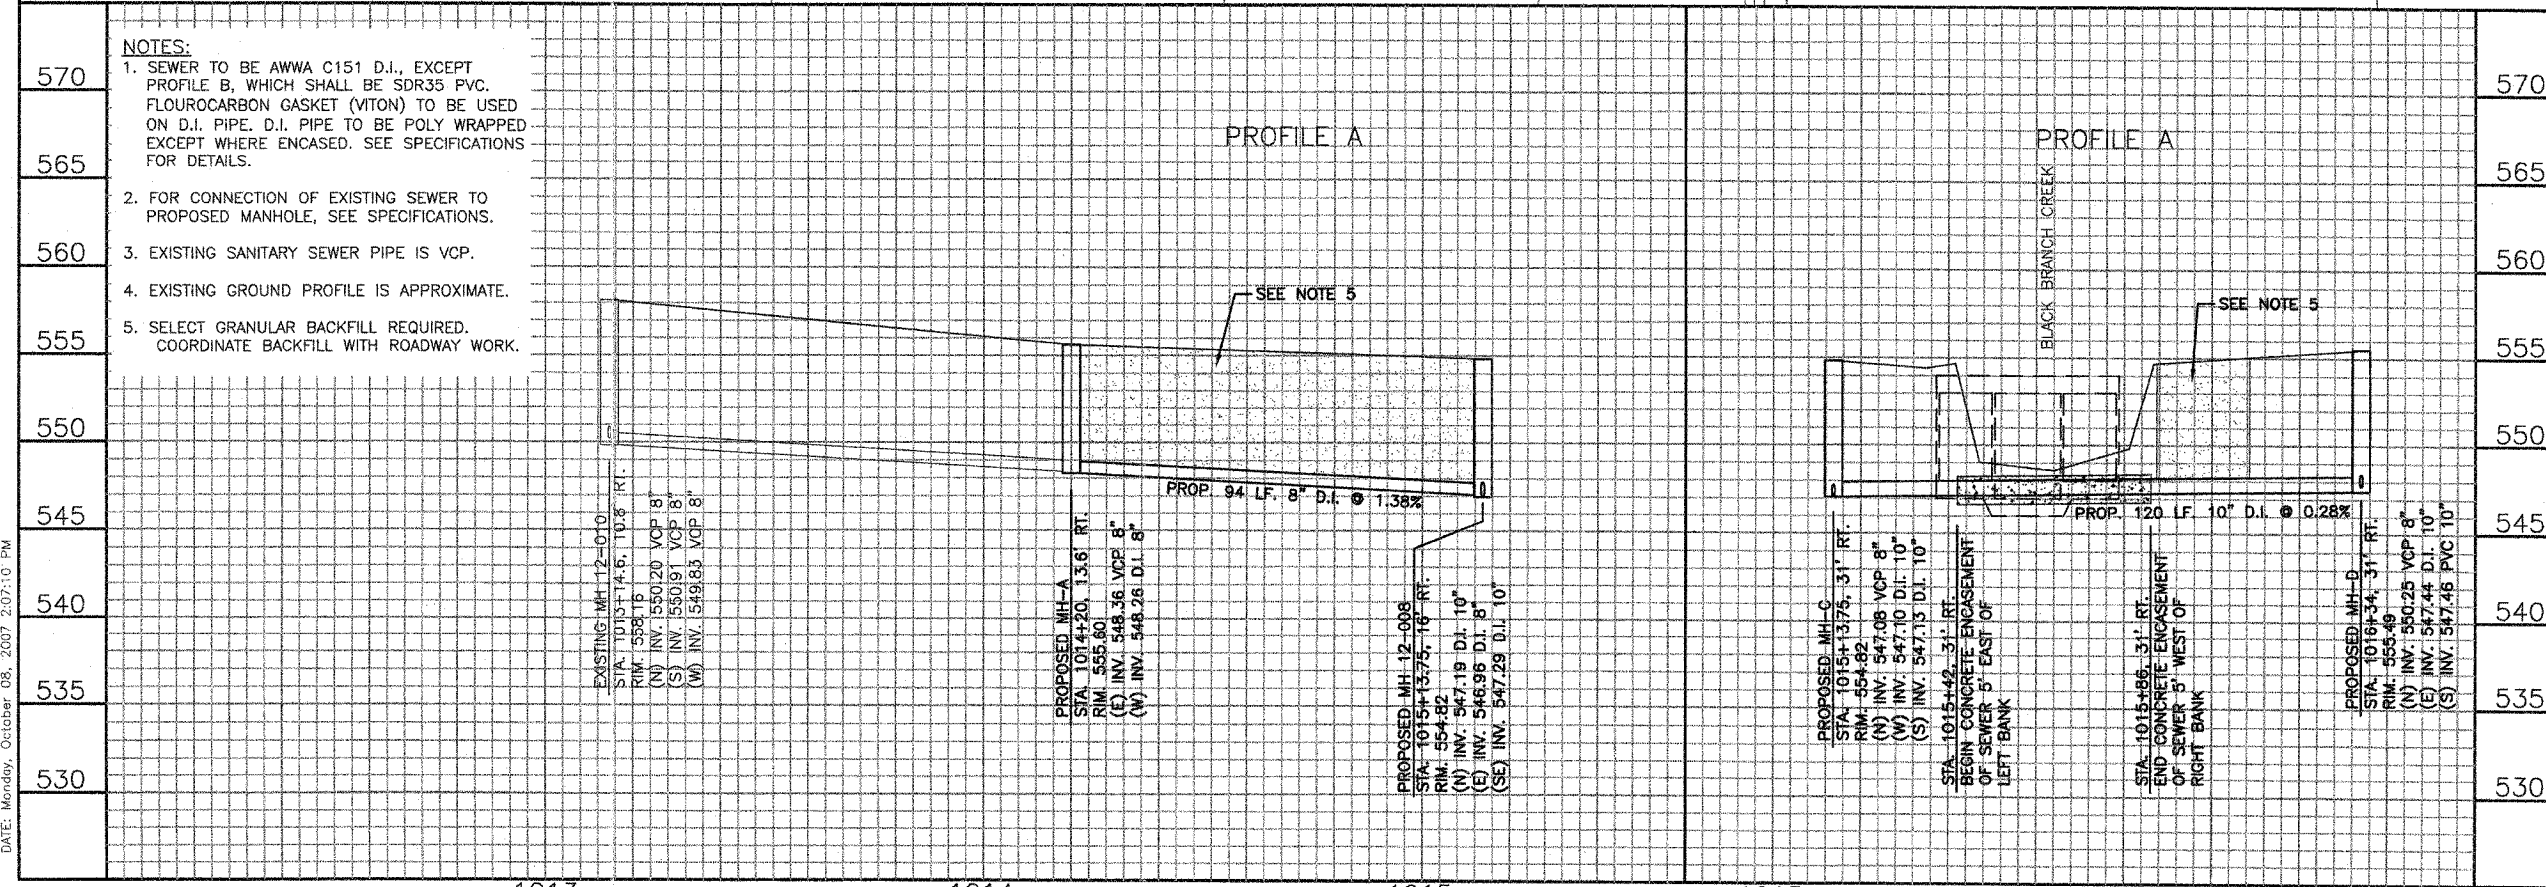 NOTES:
1. SEWER TO BE AWWA C151 D.I., EXCEPT
PROFILE B, WHICH SHALL BE SDR35 PVC.
FLOUROCARBON GASKET (VITON) TO BE USED
ON D.I. PIPE. D.I. PIPE TO BE POLY WRAPPED
EXCEPT WHERE ENCASED. SEE SPECIFICATIONS
FOR DETAILS.
2. FOR CONNECTION OF EXISTING SEWER TO
PROPOSED MANHOLE, SEE SPECIFICATIONS.
3. EXISTING SANITARY SEWER PIPE IS VCP.
4. EXISTING GROUND PROFILE IS APPROXIMATE.
5. SELECT GRANULAR BACKFILL REQUIRED.
COORDINATE BACKFILL WITH ROADWAY WORK.
570
565
560
555
550
545
540
535
530
DATE: Monday, October 08, 2007 2:07:10 PM
PROFILE A
SEE NOTE 5
PROP. 94 LF. 8" D.I. @ 1.38%
EXISTING MH 12-010
STA. 1013+14.6, 10.8' RT.
RIM. 558.16
(N) INV. 550.20 VCP 8"
(S) INV. 550.91 VCP 8"
(W) INV. 549.83 VCP 8"
PROPOSED MH-A
STA. 1014+20, 13.6' RT.
RIM. 555.60
(E) INV. 548.36 VCP 8"
(W) INV. 548.26 D.I. 8"
PROPOSED MH 12-008
STA. 1015+13.75, 16' RT.
RIM. 554.82
(N) INV. 547.19 D.I. 10"
(E) INV. 546.96 D.I. 8"
(SE) INV. 547.29 D.I. 10"
PROFILE A
BLACK BRANCH CREEK
SEE NOTE 5
PROP. 120 LF 10" D.I. @ 0.28%
PROPOSED MH-C
STA. 1015+13.75, 31' RT.
RIM. 554.82
(N) INV. 547.08 VCP 8"
(W) INV. 547.10 D.I. 10"
(S) INV. 547.13 D.I. 10"
STA. 1015+42, 31' RT.
BEGIN CONCRETE ENCASEMENT
OF SEWER 5' EAST OF
LEFT BANK
STA. 1015+86, 31' RT.
END CONCRETE ENCASEMENT
OF SEWER 5' WEST OF
RIGHT BANK
PROPOSED MH-D
STA. 1016+34, 31' RT.
RIM. 555.49
(N) INV. 550.25 VCP 8"
(E) INV. 547.44 D.I. 10"
(S) INV. 547.46 PVC 10"
570
565
560
555
550
545
540
535
530